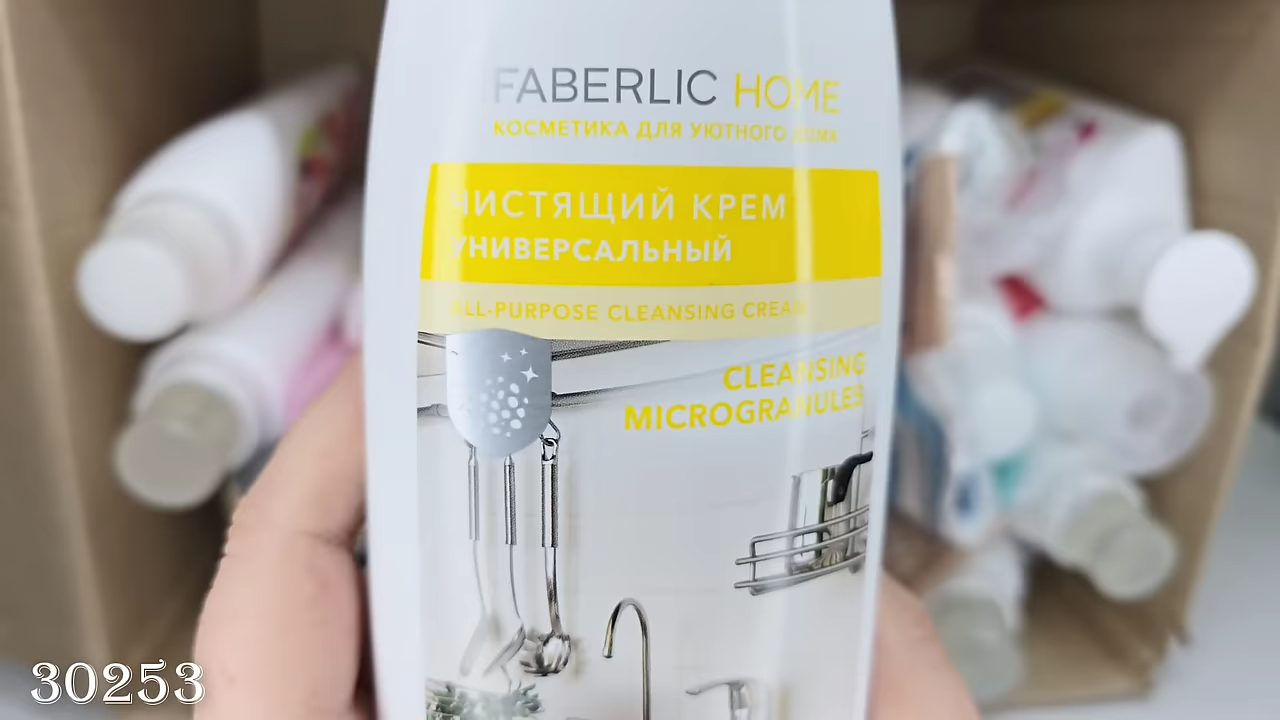 FABERLIC HOME
КОСМЕТИКА ДЛЯ УЮТНОГО ДОМА
ЧИСТЯЩИЙ КРЕМ
УНИВЕРСАЛЬНЫЙ
ALL-PURPOSE CLEANSING CREAM
CLEANSING
MICROGRANULES
30253